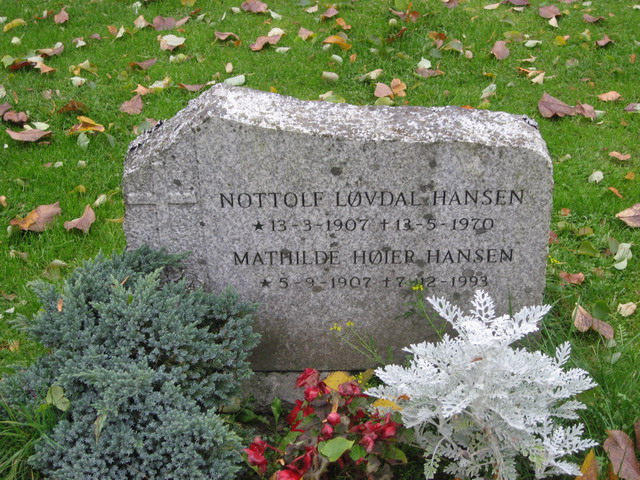 NOTTOLF LØVDAL HANSEN
★13-3-1907 †13-5-1970
MATHILDE HØIER HANSEN
★5-9-1907 †7-12-1993